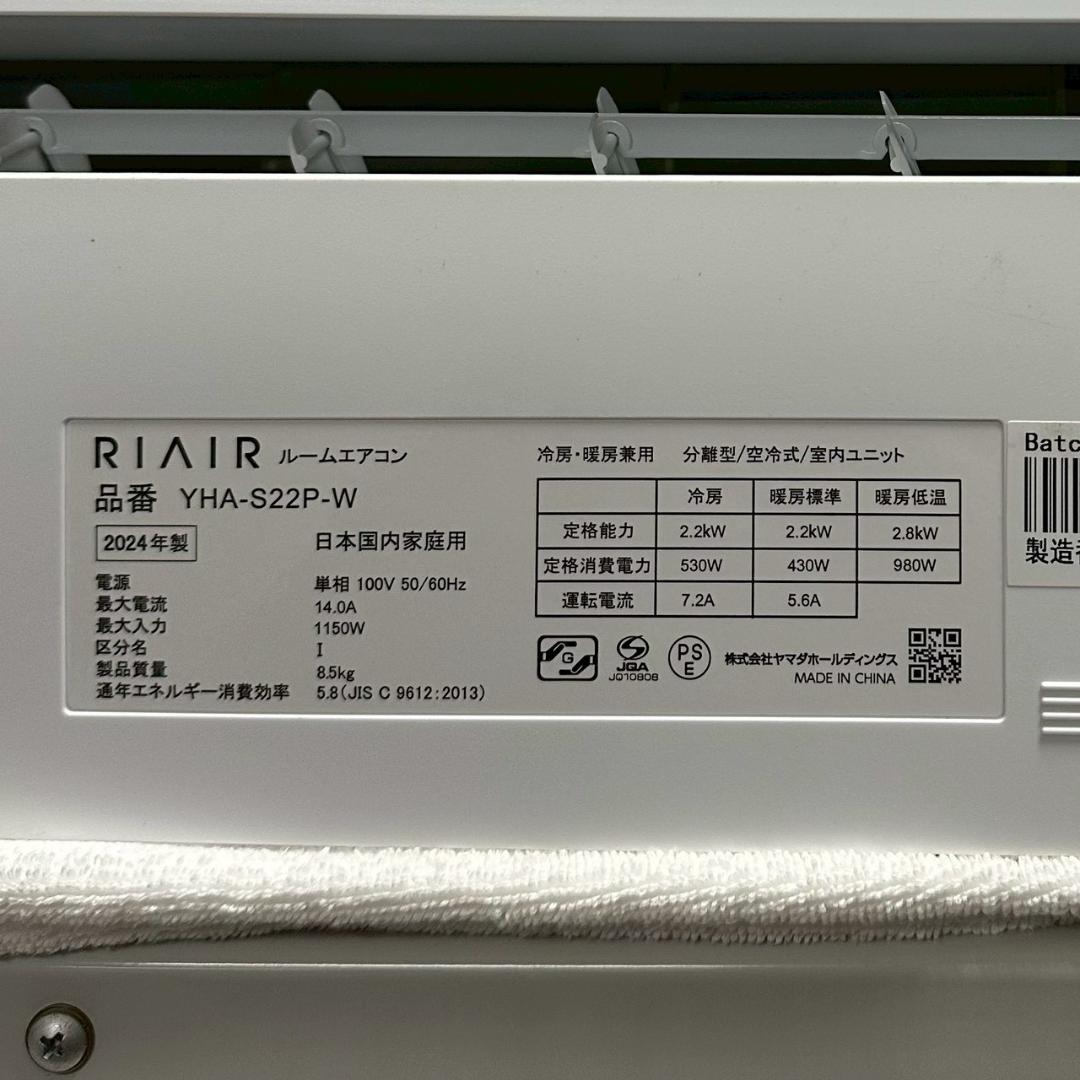 RIAIR ルームエアコン
品番 YHA-S22P-W
2024年製 日本国内家庭用
電源 単相 100V 50/60Hz
最大電流 14.0A
最大入力 1150W
区分名 I
製品質量 8.5kg
通年エネルギー消費効率 5.8(JIS C 9612:2013)
冷房・暖房兼用 分離型/空冷式/室内ユニット
冷房 暖房標準 暖房低温
定格能力 2.2kW 2.2kW 2.8kW
定格消費電力 530W 430W 980W
運転電流 7.2A 5.6A
G
JQA
JQ10808
PS
E
株式会社ヤマダホールディングス
MADE IN CHINA
Batc
製造